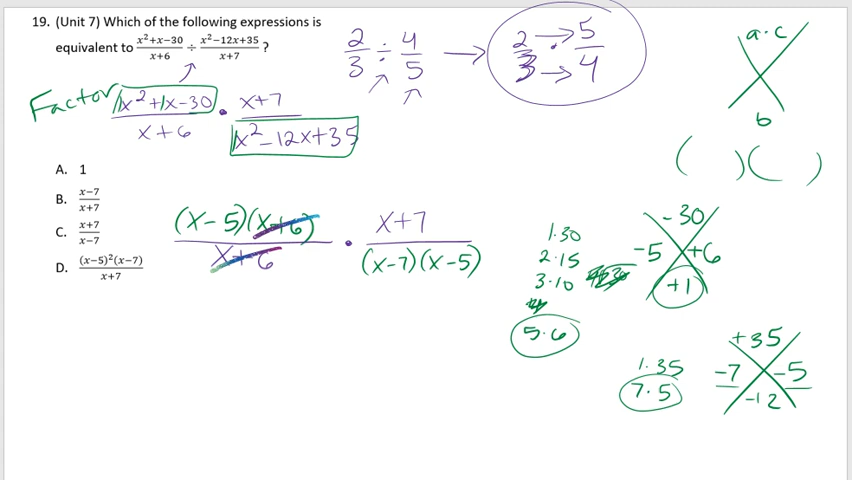 19. (Unit 7) Which of the following expressions is
equivalent to (x²+x−30)/(x+6) ÷ (x²−12x+35)/(x+7) ?
2/3 ÷ 4/5 → 2/3 · 5/4
a·c
b
( )( )
Factor (1x²+1x−30)/(x+6) · (x+7)/(1x²−12x+35)
A. 1
B. (x−7)/(x+7)
C. (x+7)/(x−7)
D. ((x−5)²(x−7))/(x+7)
((x−5)(x+6))/(x+6) · (x+7)/((x−7)(x−5))
1·30
2·15
3·10
5·6
−30
−5 +6
+1
1·35
7·5
+35
−7 −5
−12